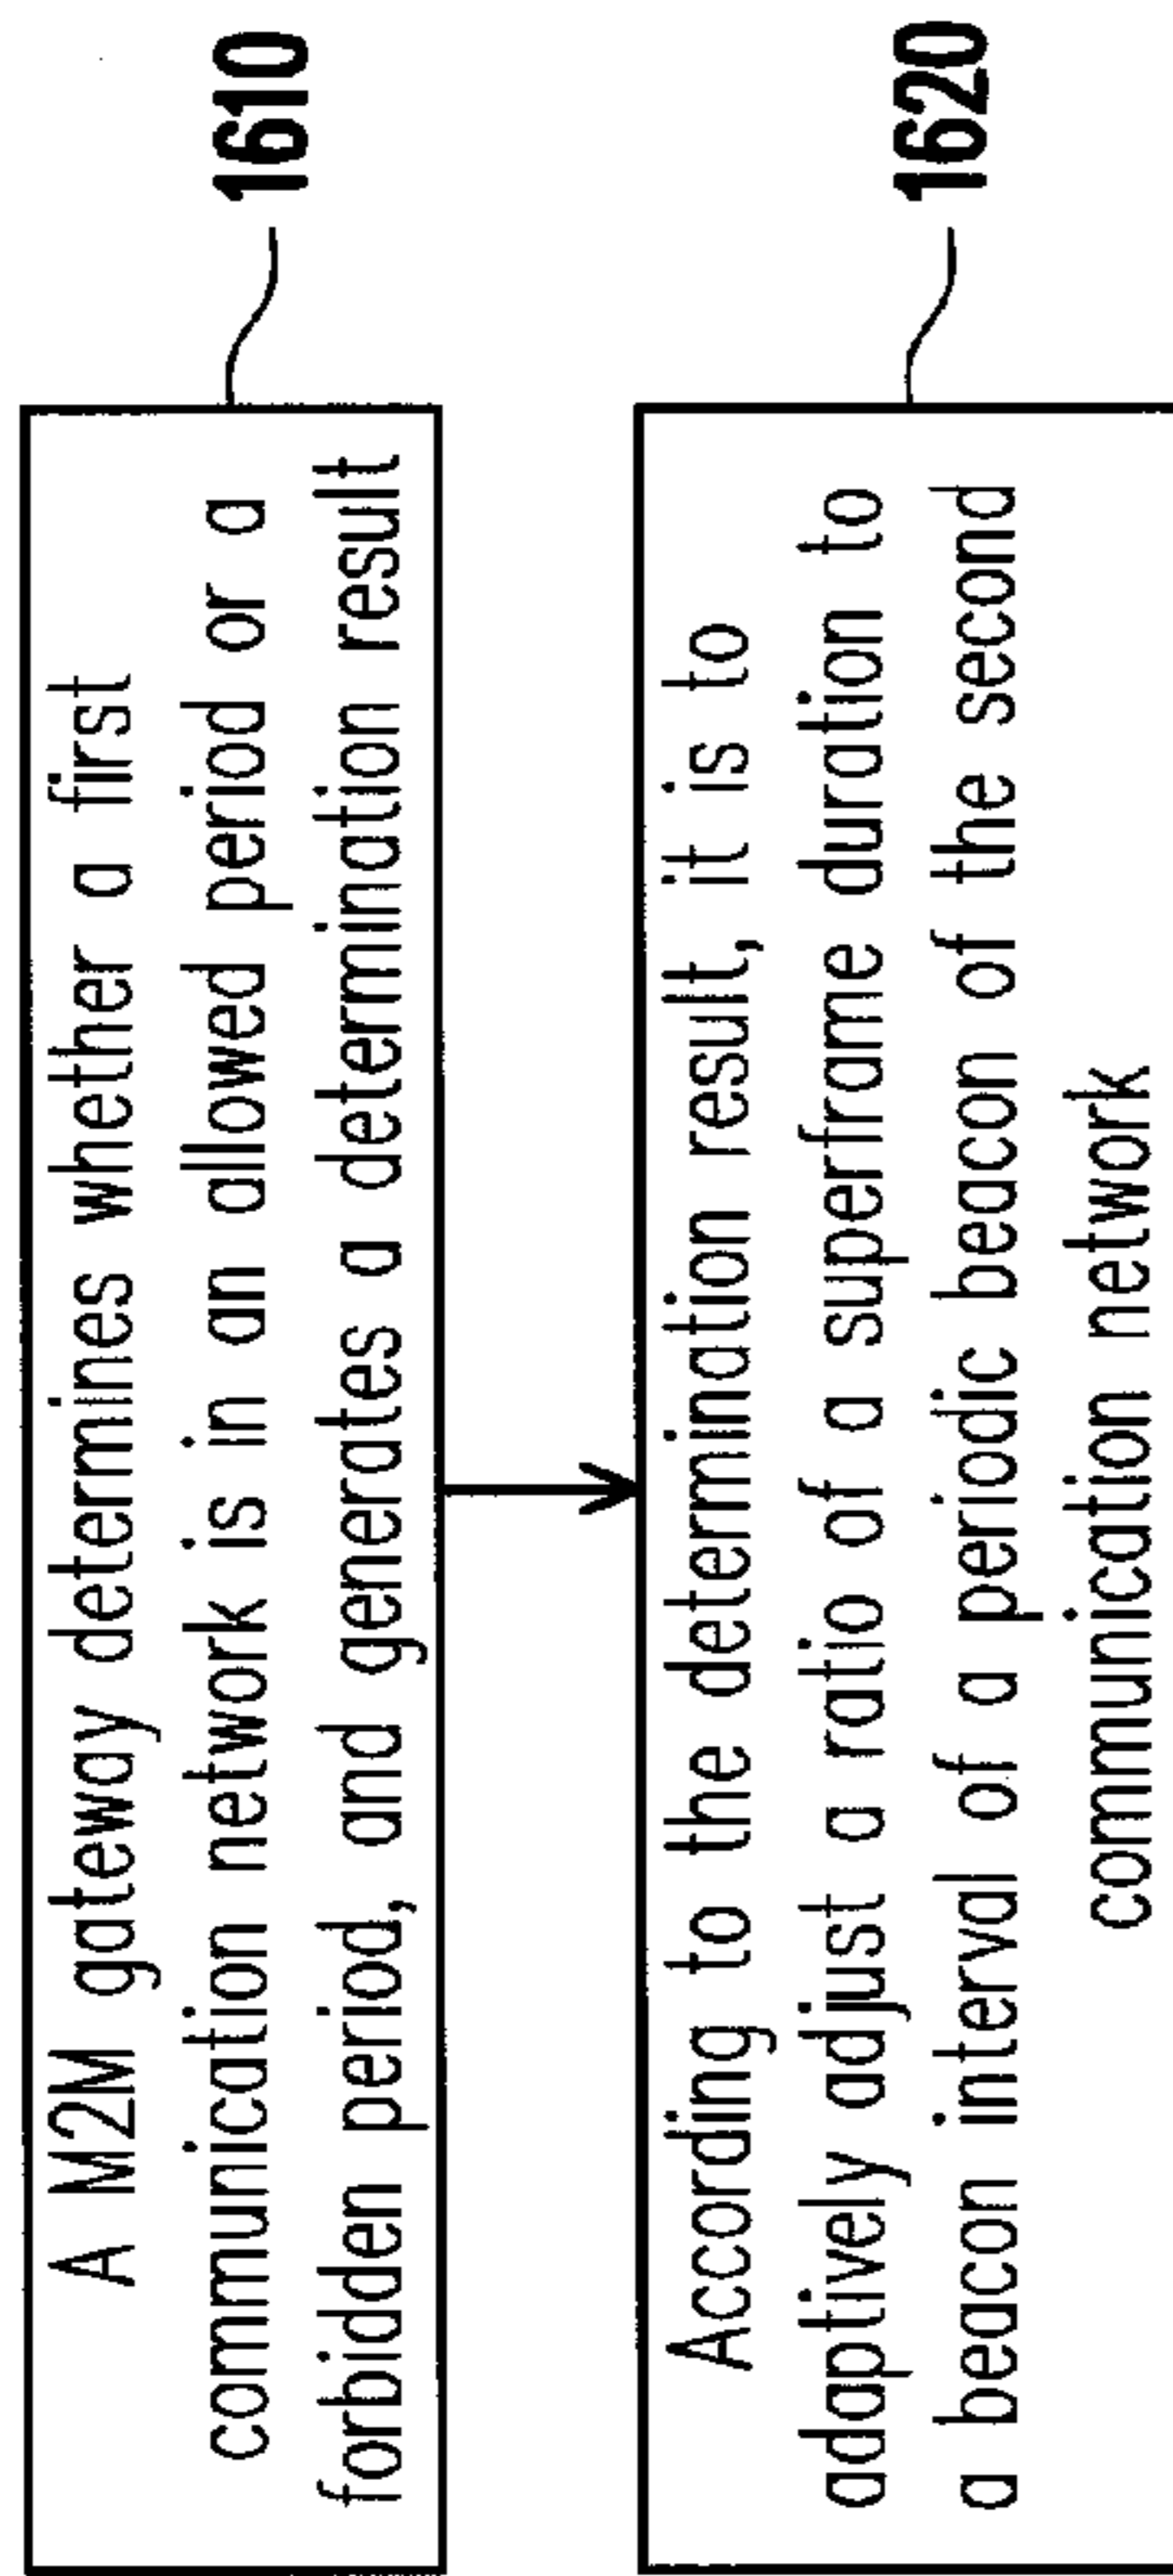 A M2M gateway determines whether a first
communication network is in an allowed period or a
forbidden period, and generates a determination result
1610
According to the determination result, it is to
adaptively adjust a ratio of a superframe duration to
a beacon interval of a periodic beacon of the second
communication network
1620